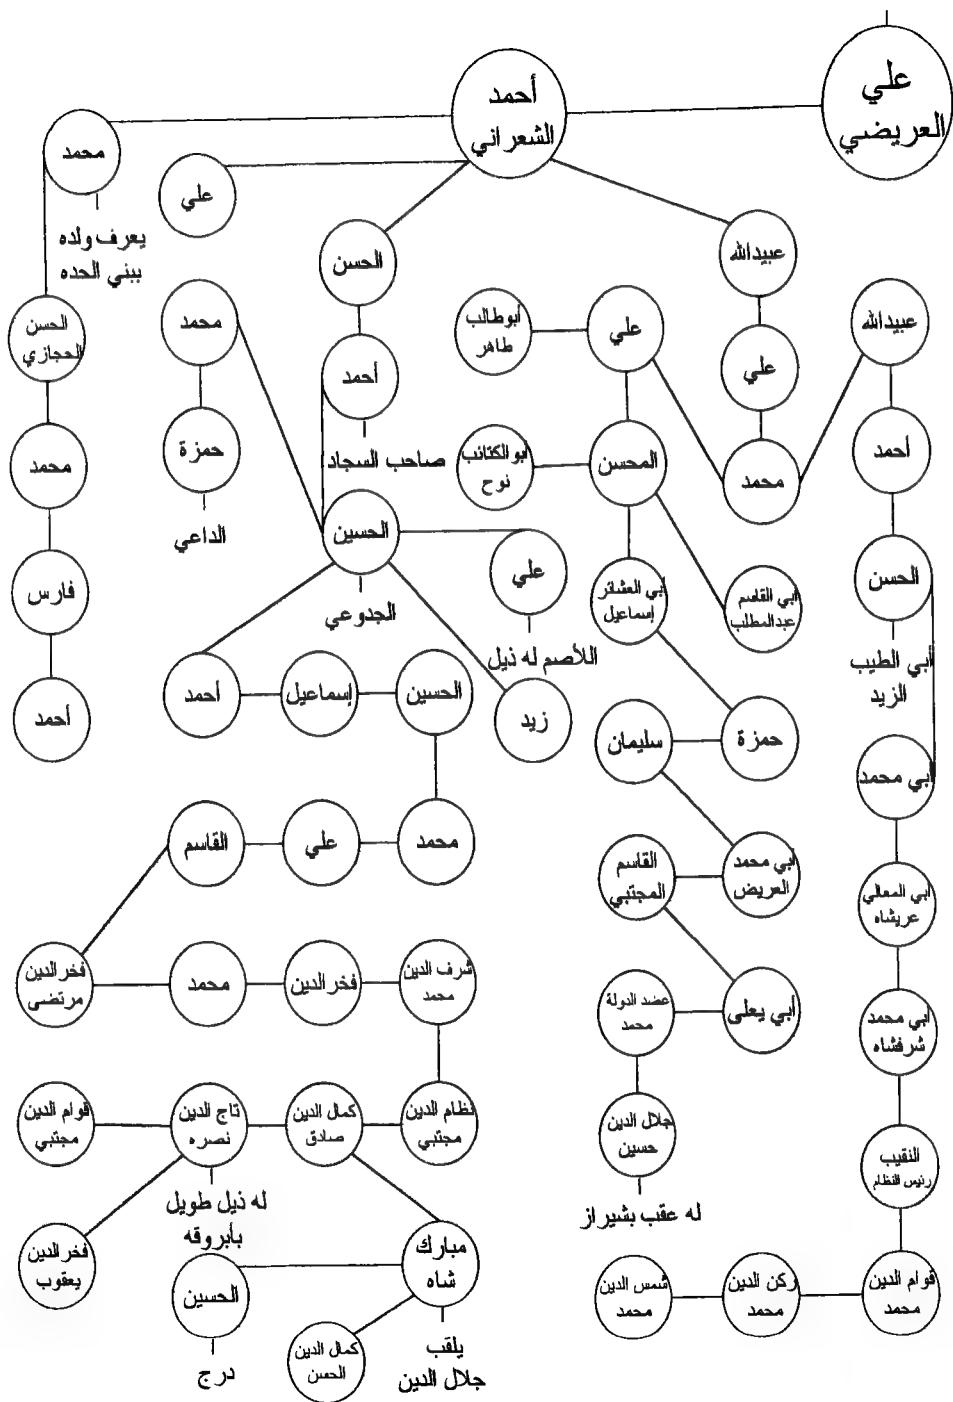 علي
العريضي
أحمد
الشعراني
محمد
يعرف ولده
ببني الحده
علي
الحسن
عبيدالله
الحسن
الحجازي
محمد
أبوطالب
طاهر
علي
علي
عبيدالله
أحمد
صاحب السجاد
محمد
حمزة
الداعي
ابو الكتائب
نوح
المحسن
محمد
أحمد
الحسين
الجدوعي
علي
اللأصم له ذيل
فارس
أبي العشائر
إسماعيل
أبي القاسم
عبدالمطلب
الحسن
أبي الطيب
الزيد
أحمد
أحمد
إسماعيل
الحسين
زيد
سليمان
حمزة
أبي محمد
القاسم
علي
محمد
القاسم
المجتبي
أبي محمد
العريض
ابي المعالي
عريشاه
فخر الدين
مرتضى
محمد
فخر الدين
شرف الدين
محمد
عضد الدولة
محمد
أبي يعلى
ابي محمد
شرفشاه
قوام الدين
مجتبي
تاج الدين
نصره
له ذيل طويل
بأبروقه
كمال الدين
صادق
نظام الدين
مجتبي
جلال الدين
حسين
له عقب بشيراز
النقيب
رئيس النظام
فخر الدين
يعقوب
الحسين
درج
مبارك
شاه
يلقب
جلال الدين
كمال الدين
الحسن
شمس الدين
محمد
ركن الدين
محمد
قوام الدين
محمد